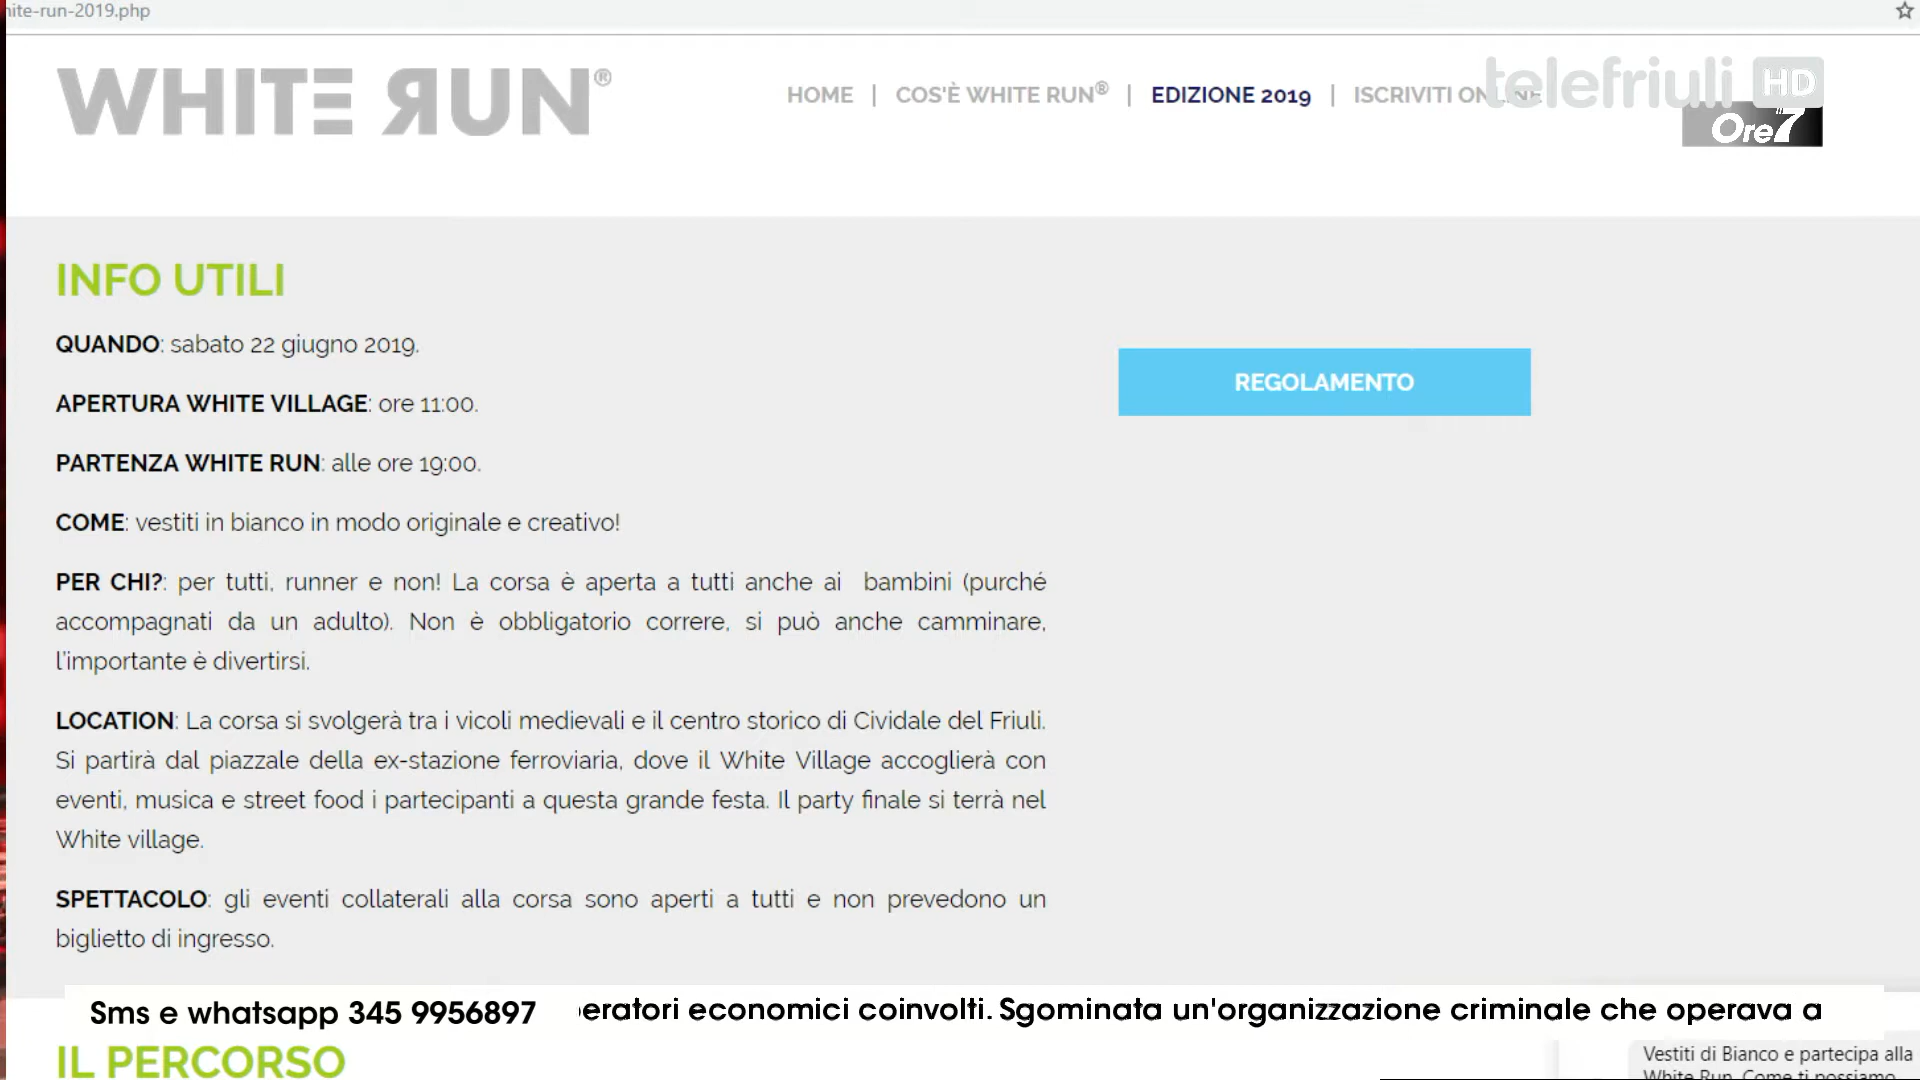 hite-run-2019.php
WHITE RUN®
HOME | COS'È WHITE RUN® | EDIZIONE 2019 | ISCRIVITI ONLINE
telefriuli HD
Ore7
INFO UTILI
QUANDO: sabato 22 giugno 2019.
APERTURA WHITE VILLAGE: ore 11:00.
REGOLAMENTO
PARTENZA WHITE RUN: alle ore 19:00.
COME: vestiti in bianco in modo originale e creativo!
PER CHI?: per tutti, runner e non! La corsa è aperta a tutti anche ai bambini (purché
accompagnati da un adulto). Non è obbligatorio correre, si può anche camminare,
l'importante è divertirsi.
LOCATION: La corsa si svolgerà tra i vicoli medievali e il centro storico di Cividale del Friuli.
Si partirà dal piazzale della ex-stazione ferroviaria, dove il White Village accoglierà con
eventi, musica e street food i partecipanti a questa grande festa. Il party finale si terrà nel
White village.
SPETTACOLO: gli eventi collaterali alla corsa sono aperti a tutti e non prevedono un
biglietto di ingresso.
Sms e whatsapp 345 9956897
eratori economici coinvolti. Sgominata un'organizzazione criminale che operava a
IL PERCORSO
Vestiti di Bianco e partecipa alla
White Run. Come ti possiamo